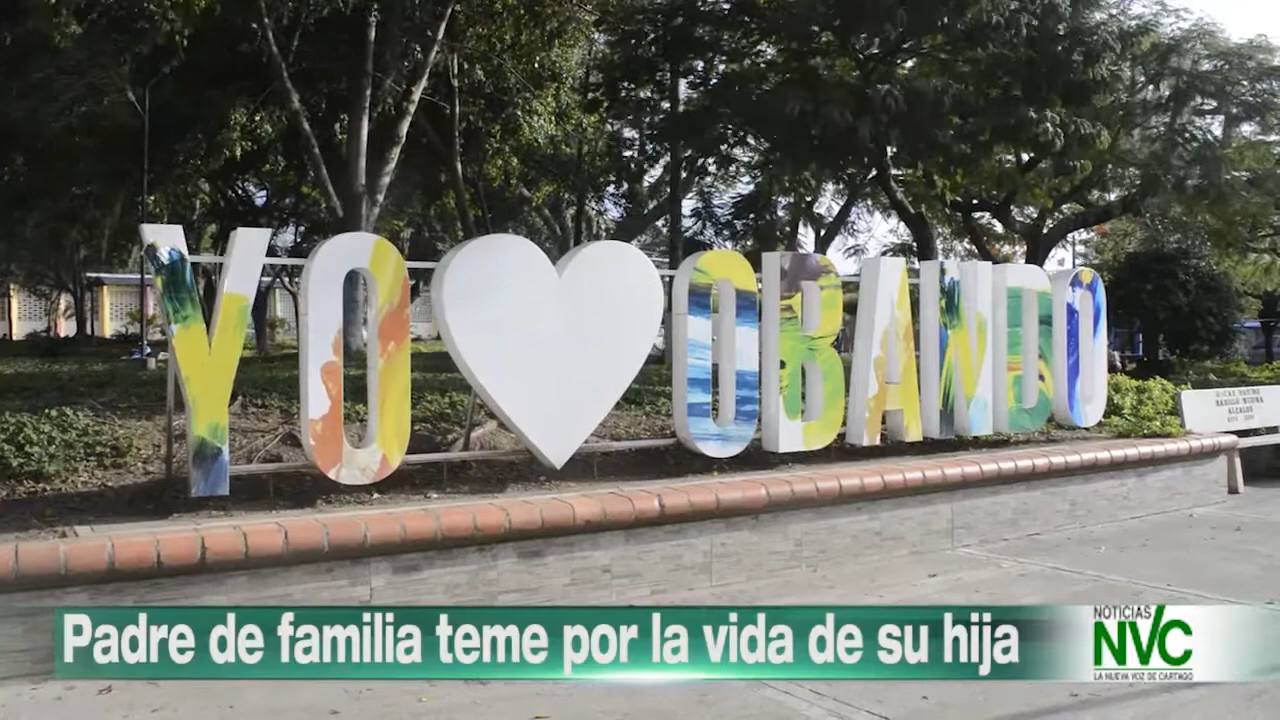 YO OBANDO
ALCALDE
Padre de familia teme por la vida de su hija
NOTICIAS
NVC
LA NUEVA VOZ DE CARTAGO